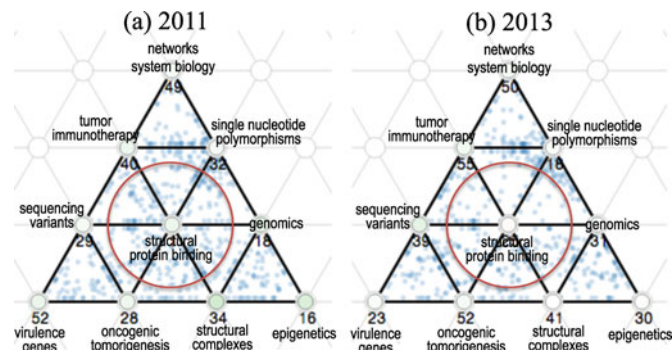 (a) 2011
networks
system biology
49
tumor
immunotherapy
single nucleotide
polymorphisms
40
32
sequencing
variants
genomics
29
structural
protein binding
18
52
28
34
16
virulence
genes
oncogenic
tomorigenesis
structural
complexes
epigenetics
(b) 2013
networks
system biology
50
tumor
immunotherapy
single nucleotide
polymorphisms
55
18
sequencing
variants
genomics
39
structural
protein binding
31
23
52
41
30
virulence
genes
oncogenic
tomorigenesis
structural
complexes
epigenetics